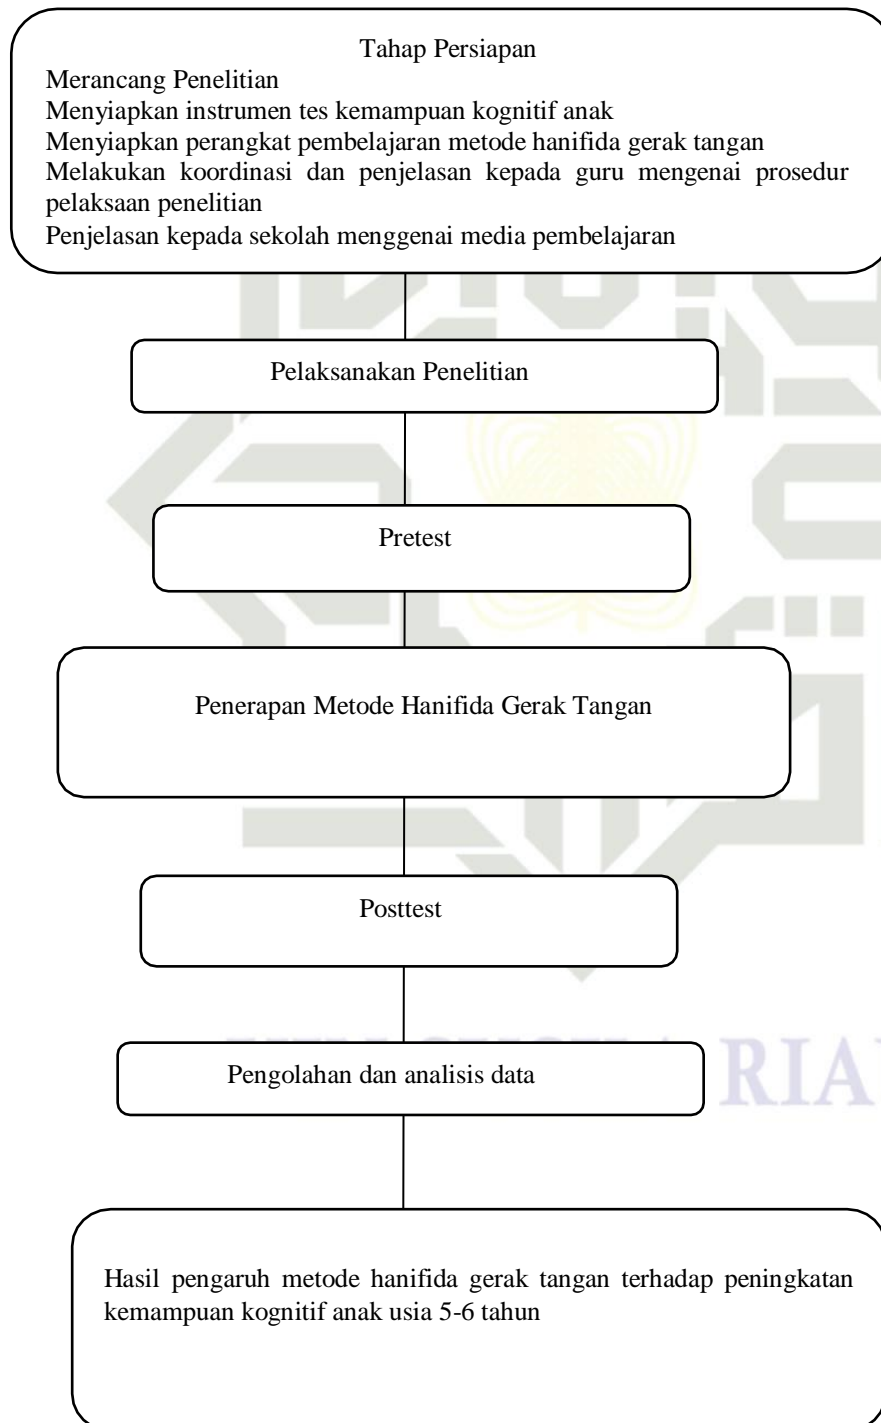 Tahap Persiapan
Merancang Penelitian
Menyiapkan instrumen tes kemampuan kognitif anak
Menyiapkan perangkat pembelajaran metode hanifida gerak tangan
Melakukan koordinasi dan penjelasan kepada guru mengenai prosedur
pelaksaan penelitian
Penjelasan kepada sekolah menggenai media pembelajaran
Pelaksanakan Penelitian
Pretest
Penerapan Metode Hanifida Gerak Tangan
Posttest
Pengolahan dan analisis data
Hasil pengaruh metode hanifida gerak tangan terhadap peningkatan
kemampuan kognitif anak usia 5-6 tahun